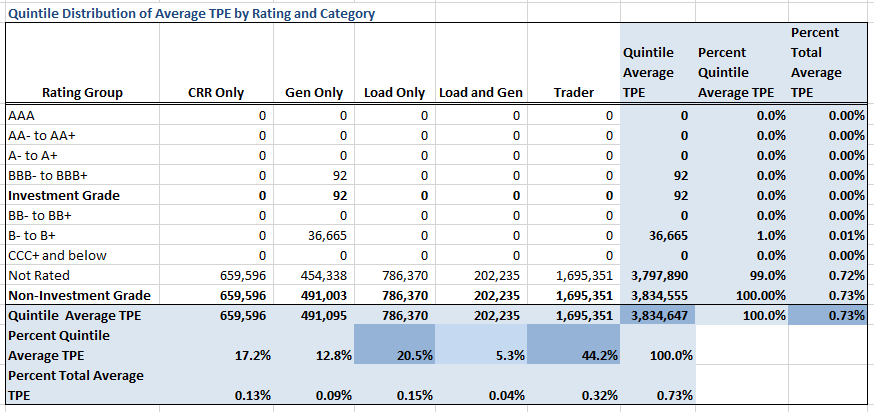 Quintile Distribution of Average TPE by Rating and Category
Rating Group CRR Only Gen Only Load Only Load and Gen Trader Quintile Average TPE Percent Quintile Average TPE Percent Total Average TPE
AAA 0 0 0 0 0 0 0.0% 0.00%
AA- to AA+ 0 0 0 0 0 0 0.0% 0.00%
A- to A+ 0 0 0 0 0 0 0.0% 0.00%
BBB- to BBB+ 0 92 0 0 0 92 0.0% 0.00%
Investment Grade 0 92 0 0 0 92 0.0% 0.00%
BB- to BB+ 0 0 0 0 0 0 0.0% 0.00%
B- to B+ 0 36,665 0 0 0 36,665 1.0% 0.01%
CCC+ and below 0 0 0 0 0 0 0.0% 0.00%
Not Rated 659,596 454,338 786,370 202,235 1,695,351 3,797,890 99.0% 0.72%
Non-Investment Grade 659,596 491,003 786,370 202,235 1,695,351 3,834,555 100.00% 0.73%
Quintile Average TPE 659,596 491,095 786,370 202,235 1,695,351 3,834,647 100.0% 0.73%
Percent Quintile
Average TPE 17.2% 12.8% 20.5% 5.3% 44.2% 100.0%
Percent Total Average
TPE 0.13% 0.09% 0.15% 0.04% 0.32% 0.73%